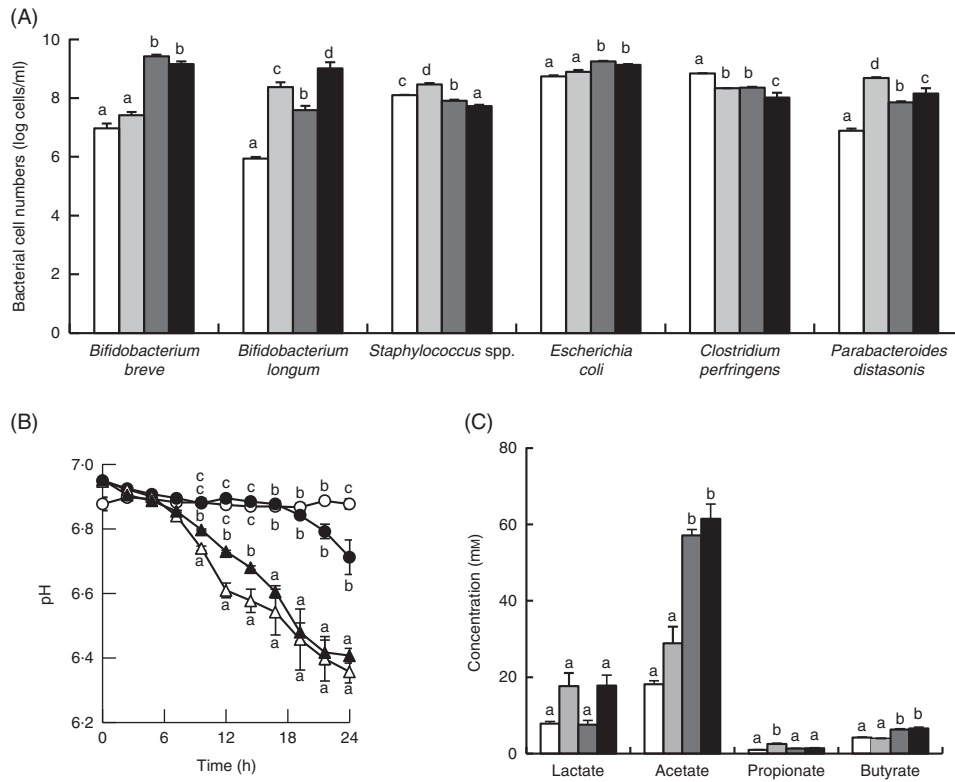 (A)
10
8
6
4
2
0
Bacterial cell numbers (log cells/ml)
a a b b
a c b d
c d b a
a a b b
a b b c
a d b c
Bifidobacterium breve
Bifidobacterium longum
Staphylococcus spp.
Escherichia coli
Clostridium perfringens
Parabacteroides distasonis
(B)
7·0
6·8
6·6
6·4
6·2
pH
c c c b b b c
c
b c c b b b b
b b a a a a
a a a a a a a
0 6 12 18 24
Time (h)
(C)
80
60
40
20
0
Concentration (mM)
a a a a
a a b b
a b a a
a a b b
Lactate Acetate Propionate Butyrate